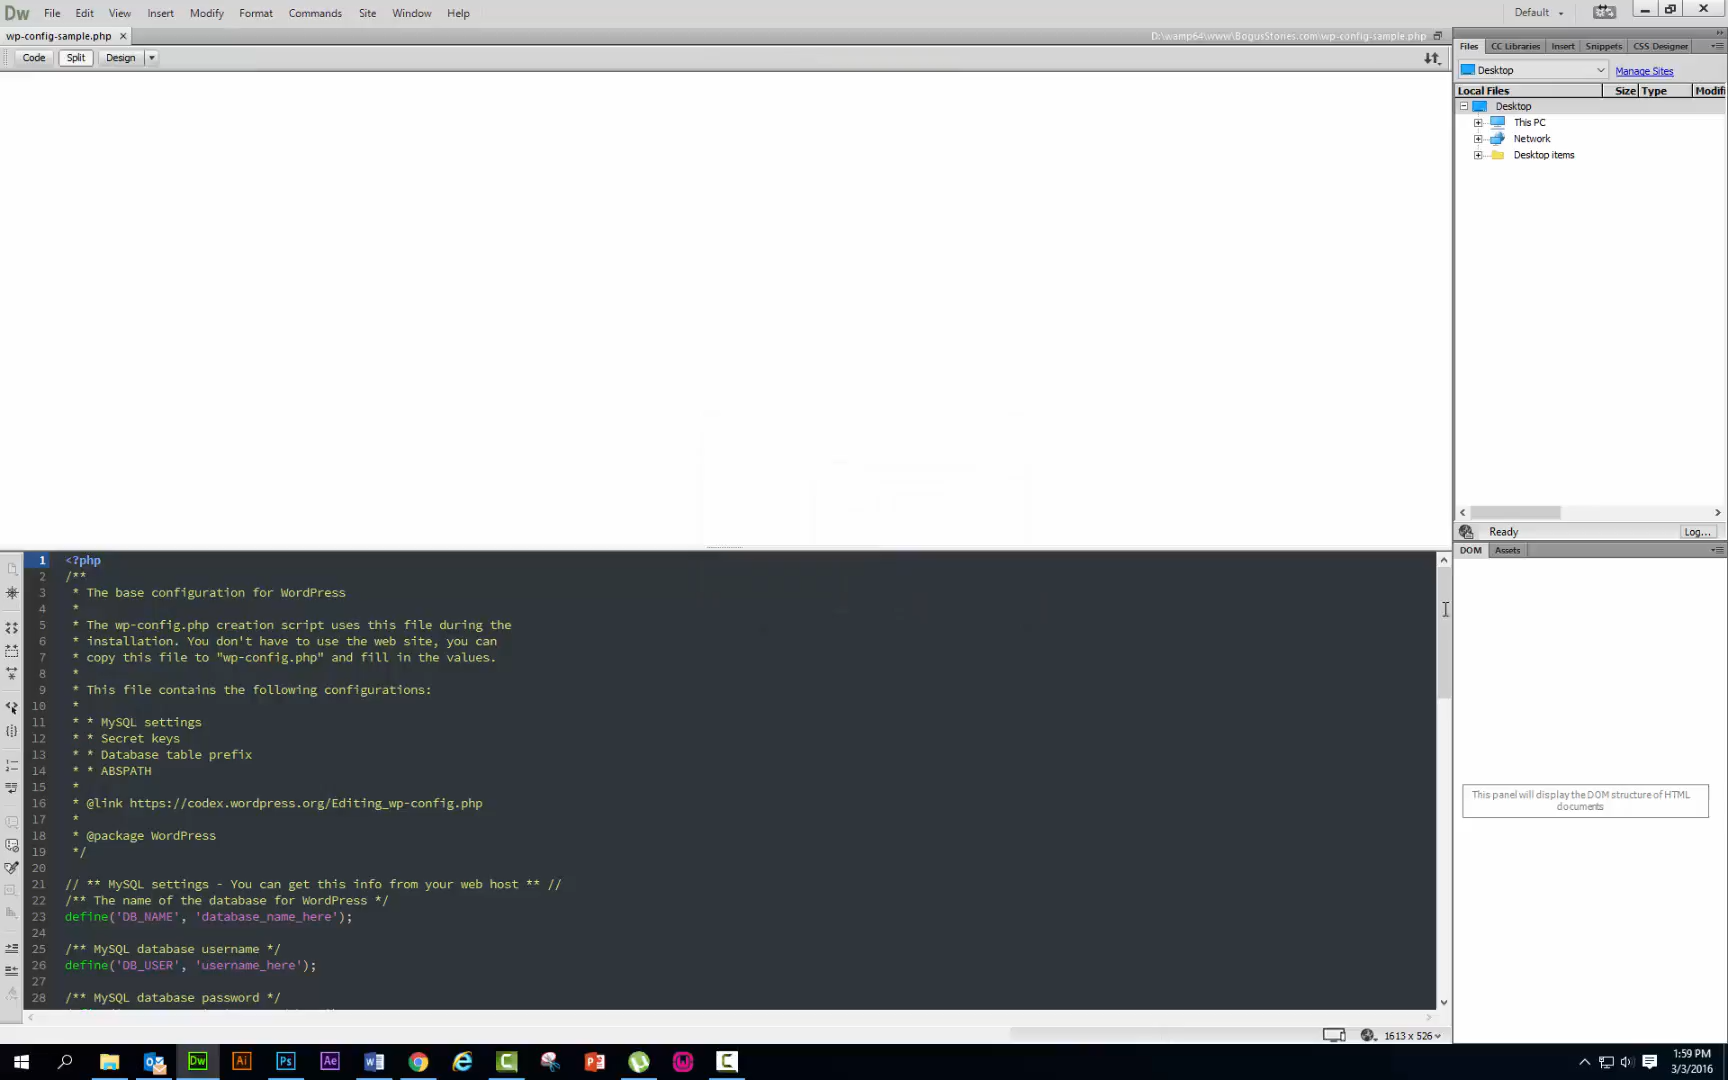 Dw File Edit View Insert Modify Format Commands Site Window Help Default
wp-config-sample.php × D:\wamp64\www\BogusStories.com\wp-config-sample.php
Code Split Design
Files CC Libraries Insert Snippets CSS Designer
Desktop Manage Sites
Local Files Size Type Modifi
Desktop
This PC
Network
Desktop items
Ready Log...
DOM Assets
This panel will display the DOM structure of HTML
documents
1 <?php
2 /**
3 * The base configuration for WordPress
4 *
5 * The wp-config.php creation script uses this file during the
6 * installation. You don't have to use the web site, you can
7 * copy this file to "wp-config.php" and fill in the values.
8 *
9 * This file contains the following configurations:
10 *
11 * * MySQL settings
12 * * Secret keys
13 * * Database table prefix
14 * * ABSPATH
15 *
16 * @link https://codex.wordpress.org/Editing_wp-config.php
17 *
18 * @package WordPress
19 */
20
21 // ** MySQL settings - You can get this info from your web host ** //
22 /** The name of the database for WordPress */
23 define('DB_NAME', 'database_name_here');
24
25 /** MySQL database username */
26 define('DB_USER', 'username_here');
27
28 /** MySQL database password */
1613 x 526
Dw Ai Ps Ae
1:59 PM
3/3/2016